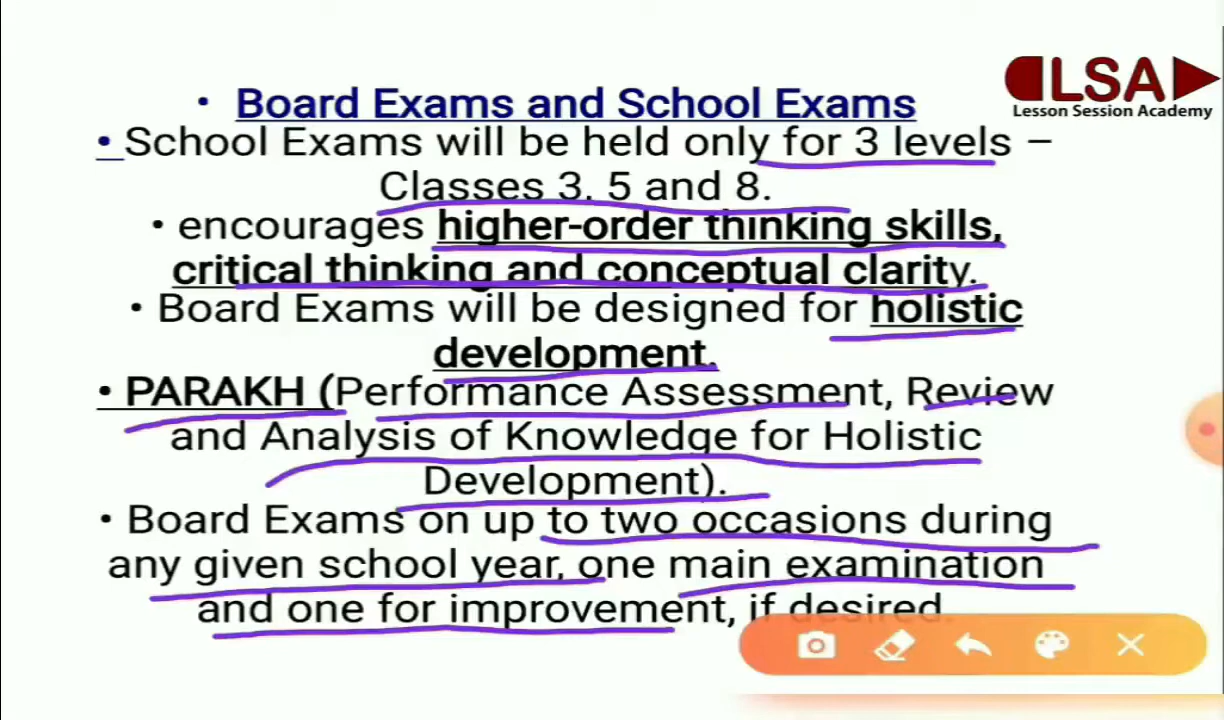 LSA
Lesson Session Academy
• Board Exams and School Exams
• School Exams will be held only for 3 levels –
Classes 3, 5 and 8.
• encourages higher-order thinking skills,
critical thinking and conceptual clarity.
• Board Exams will be designed for holistic
development.
• PARAKH (Performance Assessment, Review
and Analysis of Knowledge for Holistic
Development).
• Board Exams on up to two occasions during
any given school year, one main examination
and one for improvement, if desired.